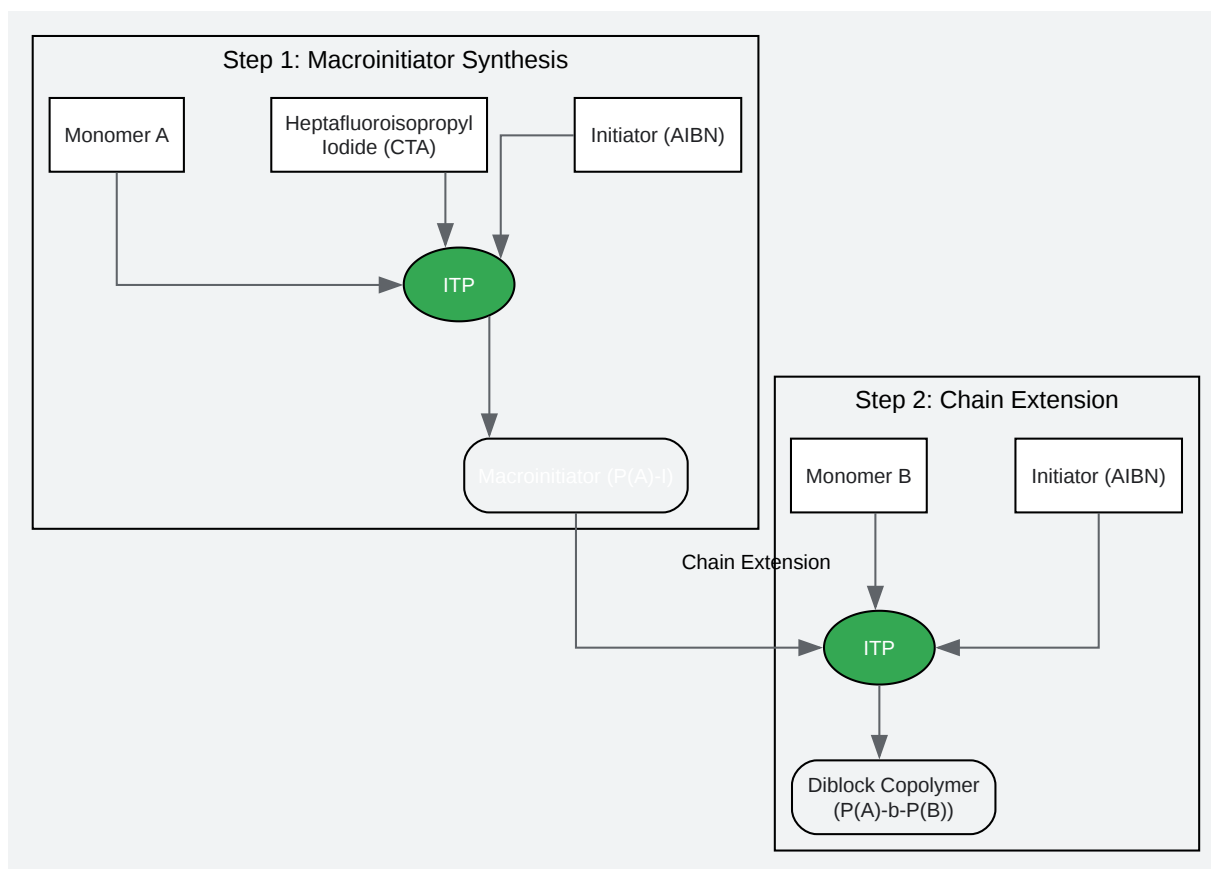 Step 1: Macroinitiator Synthesis
Monomer A
Heptafluoroisopropyl
Iodide (CTA)
Initiator (AIBN)
ITP
Macroinitiator (P(A)-I)
Step 2: Chain Extension
Monomer B
Initiator (AIBN)
Chain Extension
ITP
Diblock Copolymer
(P(A)-b-P(B))